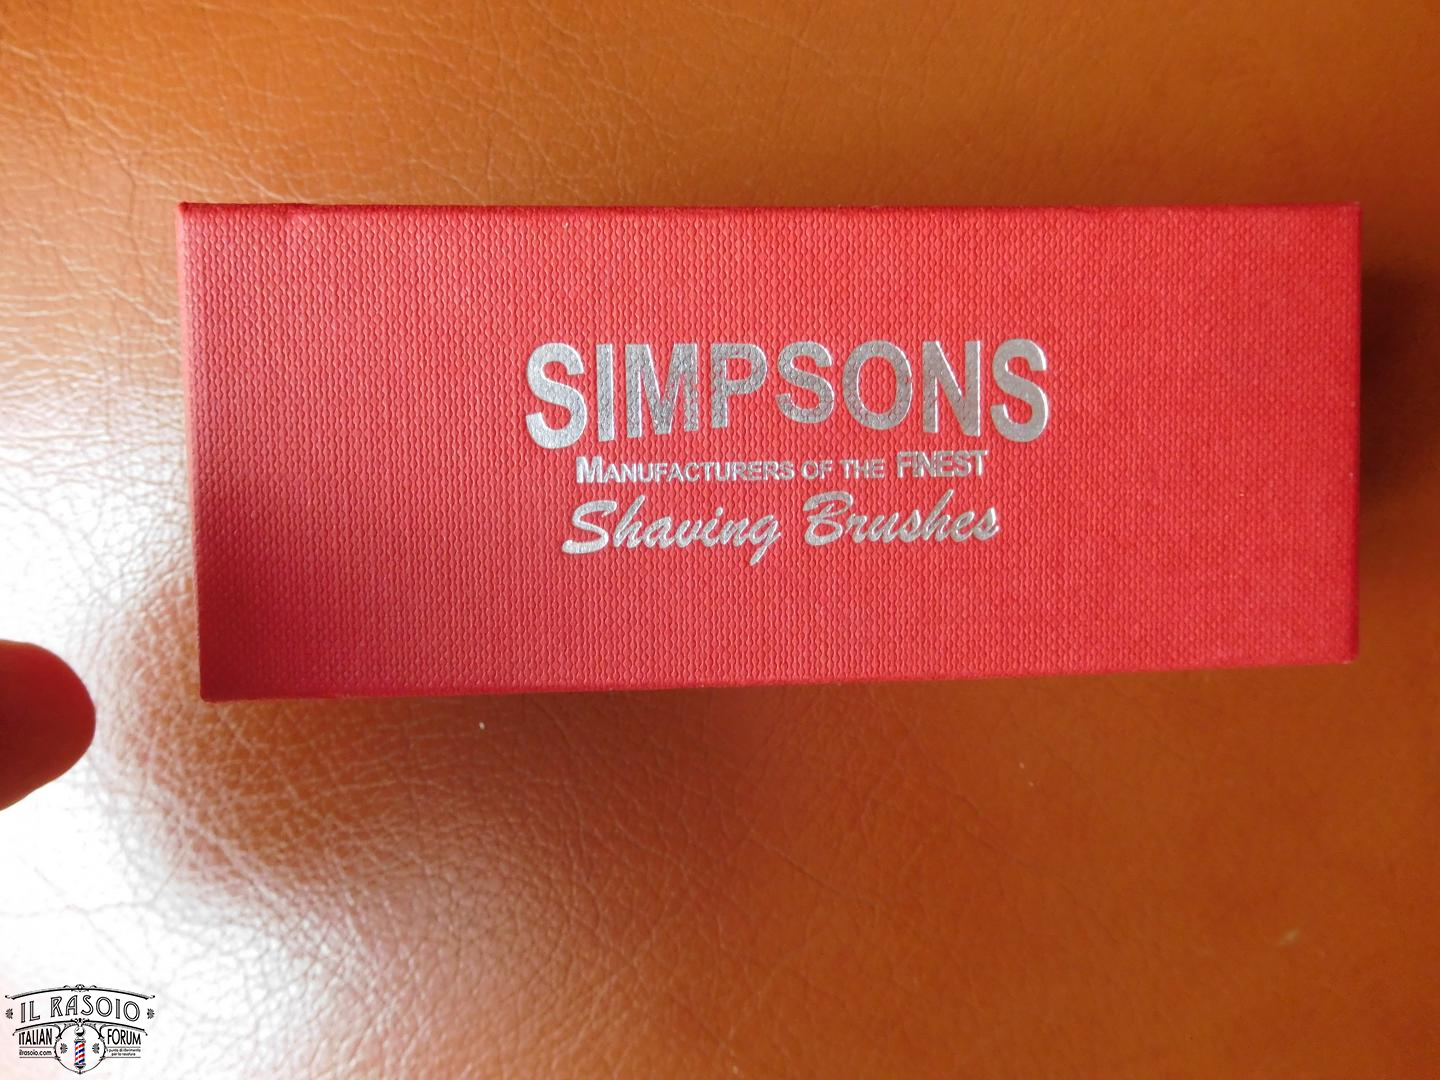 SIMPSONS
MANUFACTURERS OF THE FINEST
Shaving Brushes
IL RASOIO
ITALIAN FORUM
ilrasoio.com